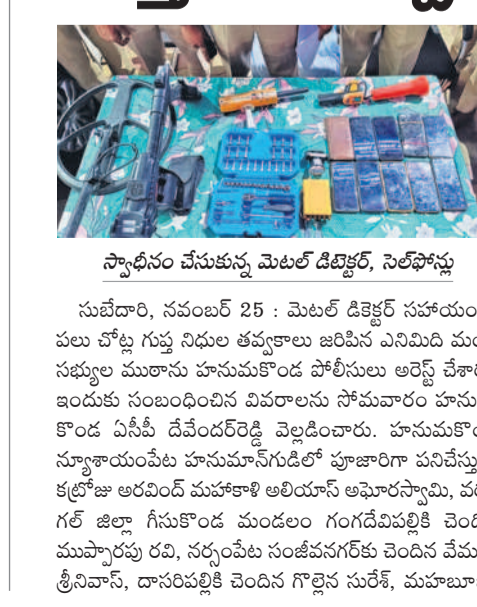 స్వాధీనం చేసుకున్న మెటల్ డిటెక్టర్, సెల్‌ఫోన్లు
సుబేదారి, నవంబర్ 25 : మెటల్ డికెక్టర్ సహాయం
పలు చోట్ల గుప్త నిధుల తవ్వకాలు జరిపిన ఎనిమిది మం
సభ్యుల ముఠాను హనుమకొండ పోలీసులు అరెస్ట్ చేశా
ఇందుకు సంబంధించిన వివరాలను సోమవారం హను
కొండ ఏసీపీ దేవేందర్‌రెడ్డి వెల్లడించారు. హనుమకొం
న్యూశాయంపేట హనుమాన్‌గుడిలో పూజారిగా పనిచేస్తు
కట్రోజు అరవింద్ మహాకాళి అలియాస్ అఘోరస్వామి, వ
గల్ జిల్లా గీసుకొండ మండలం గంగదేవిపల్లికి చెంది
ముప్పారపు రవి, నర్సంపేట సంజీవనగర్‌కు చెందిన వేము
శ్రీనివాస్, దాసరిపల్లికి చెందిన గొల్లెన సురేశ్, మహబూ